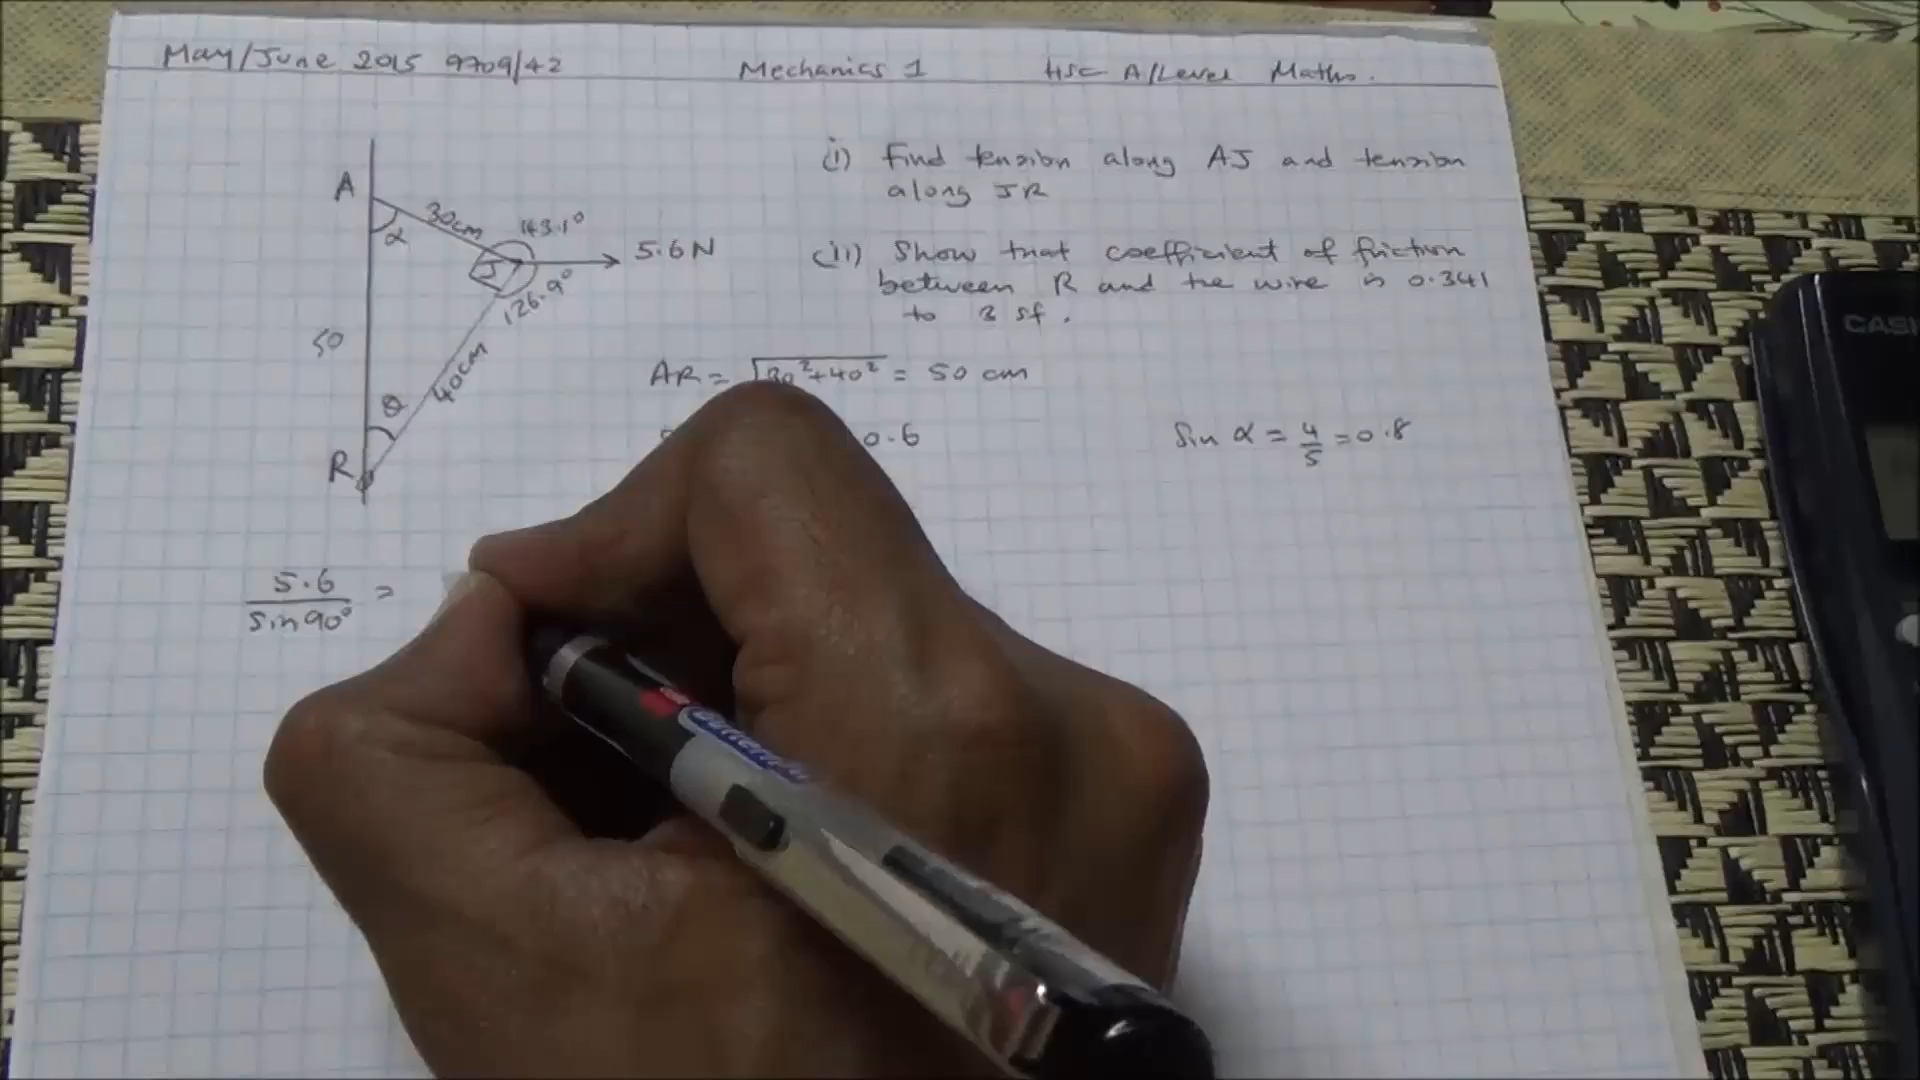 May/June 2015 9709/42 Mechanics 1 HSC A/Level Maths.
(i) Find tension along AJ and tension
along JR
(ii) Show that coefficient of friction
between R and the wire is 0.341
to 3 sf.
A
30cm
α
143.1°
5.6N
J
126.9°
50
40cm
θ
R
AR = √30²+40² = 50 cm
0.6
Sin α = 4/5 = 0.8
5.6/sin90° =
CASIO